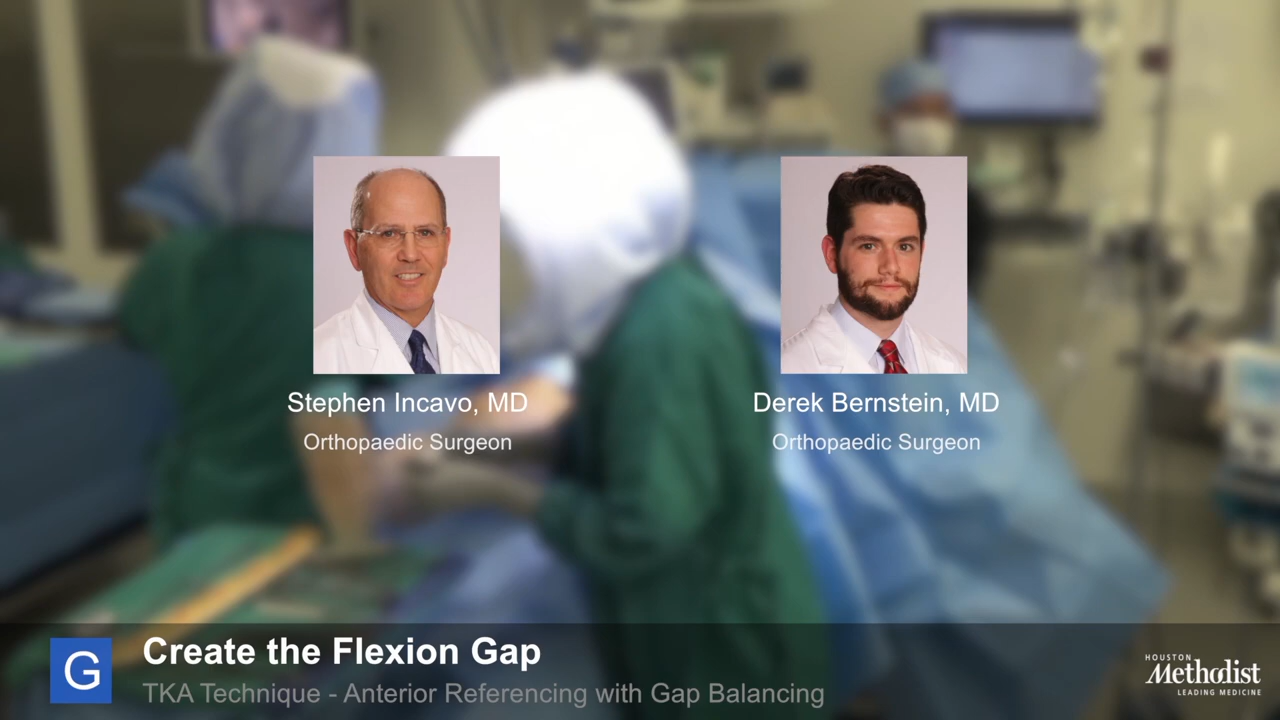 Stephen Incavo, MD
Orthopaedic Surgeon
Derek Bernstein, MD
Orthopaedic Surgeon
G
Create the Flexion Gap
TKA Technique - Anterior Referencing with Gap Balancing
HOUSTON
Methodist
LEADING MEDICINE